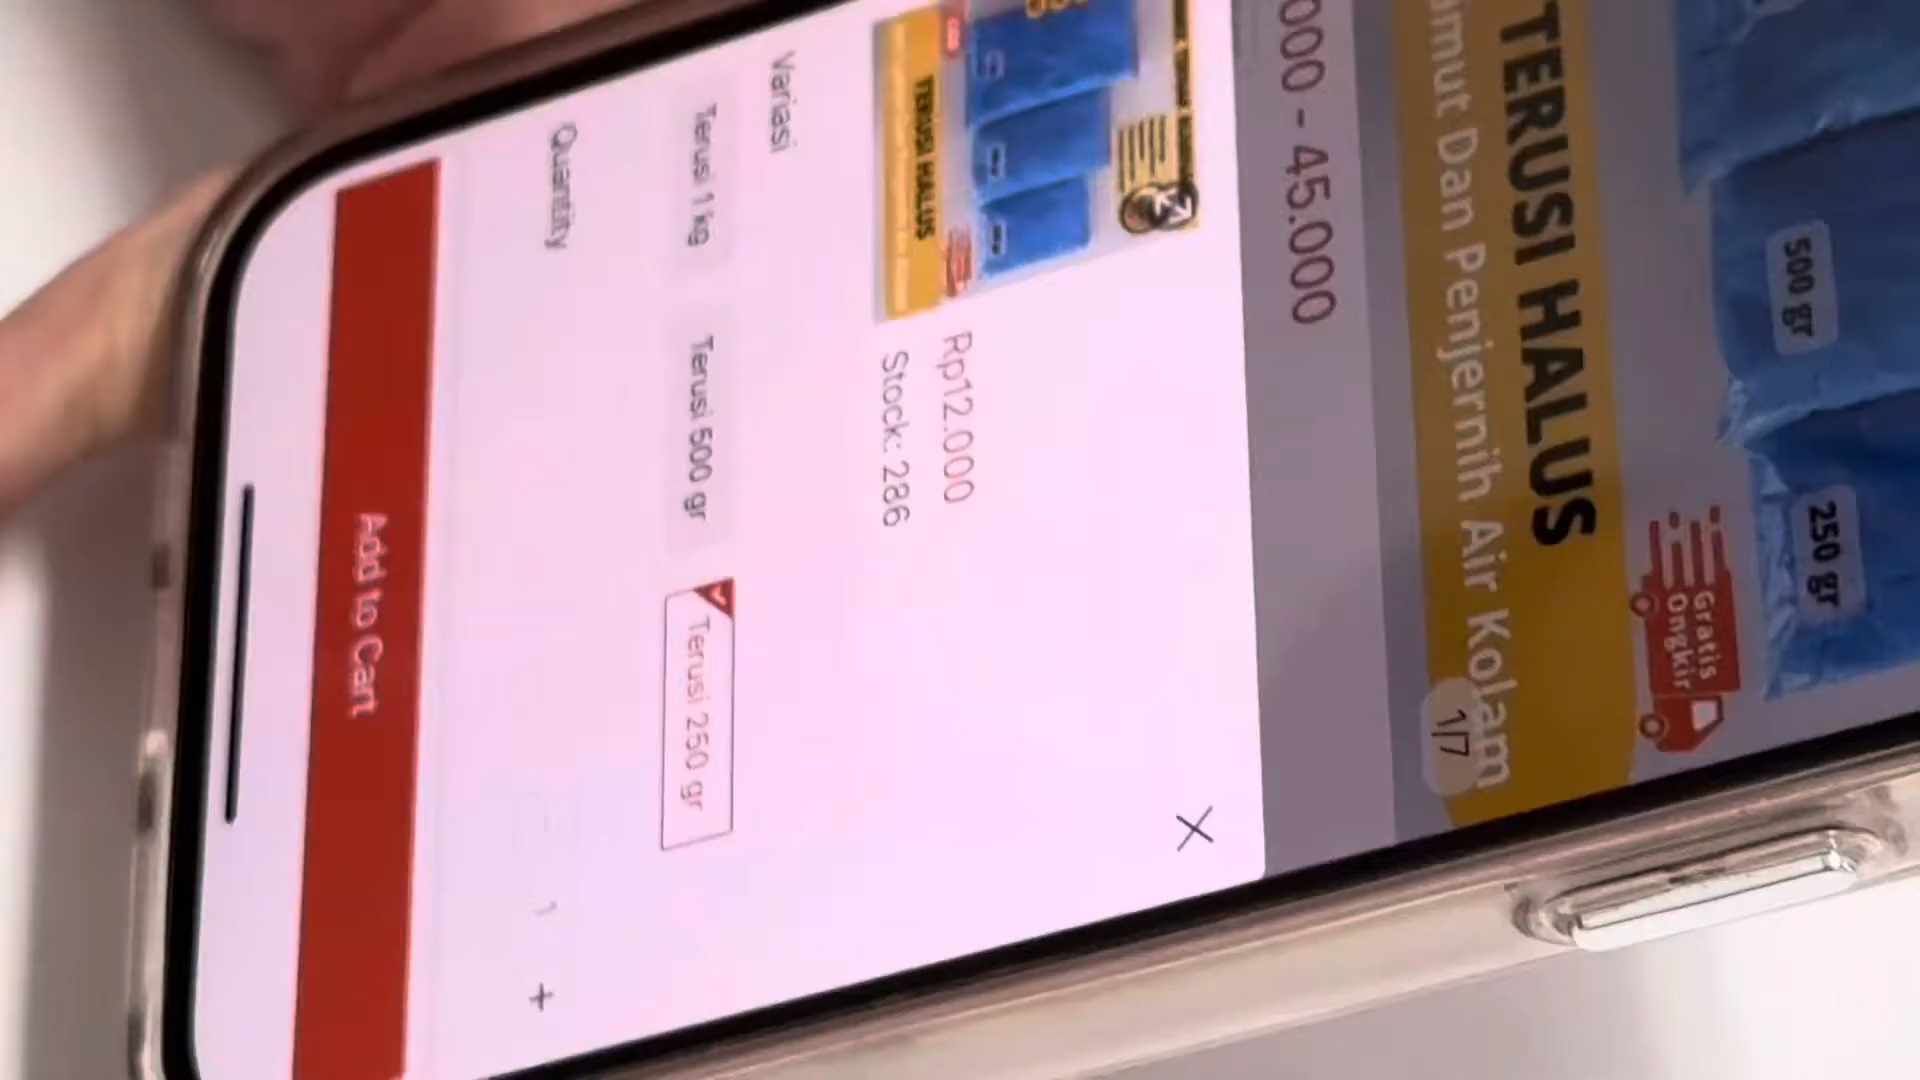 500 gr
250 gr
Gratis
Ongkir
TERUSI HALUS
Dan Penjernih Air Kolam
1/7
000 - 45.000
TERUSI HALUS
Rp12.000
Stock: 286
Variasi
Terusi 1 kg
Terusi 500 gr
Terusi 250 gr
Quantity
1
+
Add to Cart